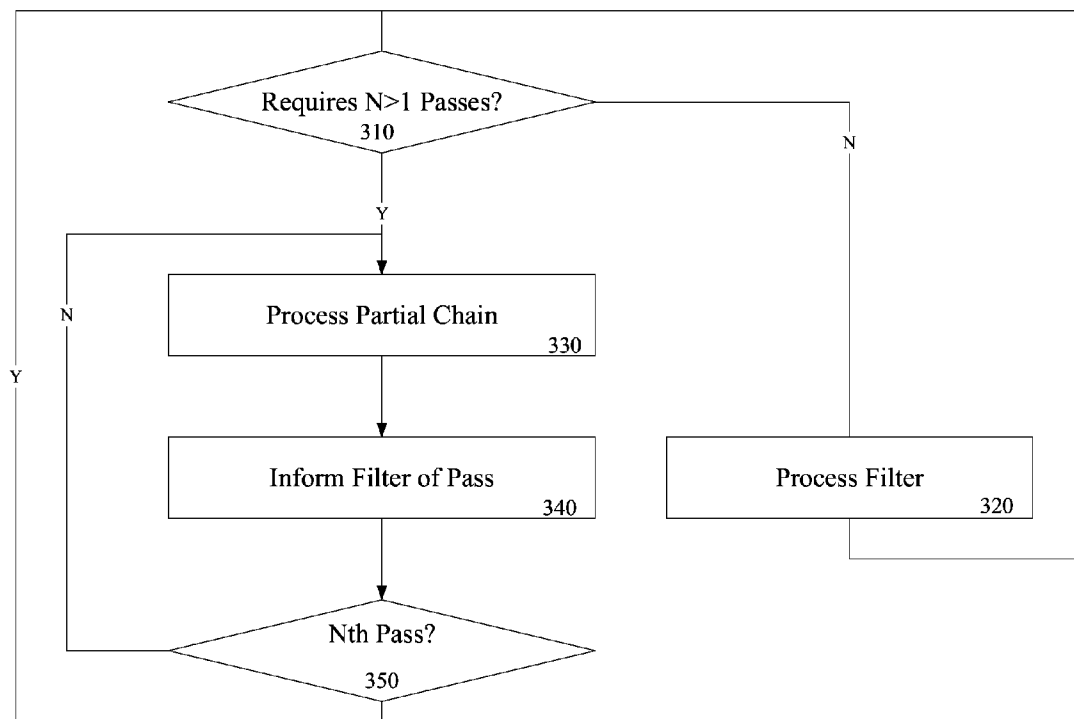 Requires N>1 Passes?
310
N
Y
N
Process Partial Chain
330
Y
Inform Filter of Pass
340
Process Filter
320
Nth Pass?
350